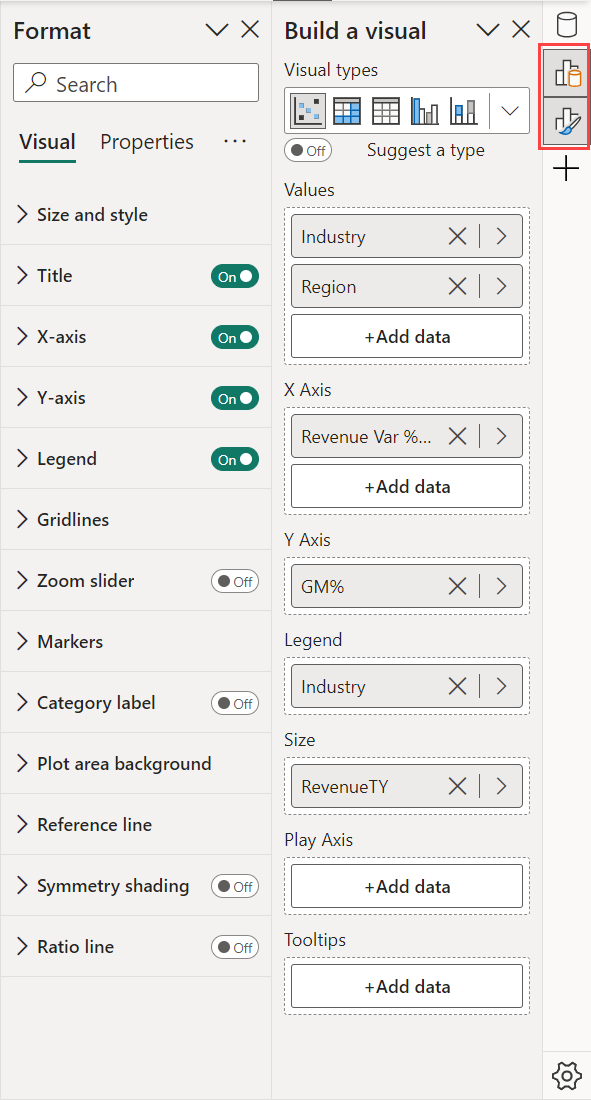 Format
Search
Visual Properties ...
Size and style
Title On
X-axis On
Y-axis On
Legend On
Gridlines
Zoom slider Off
Markers
Category label Off
Plot area background
Reference line
Symmetry shading Off
Ratio line Off
Build a visual
Visual types
Off Suggest a type
Values
Industry
Region
+Add data
X Axis
Revenue Var %...
+Add data
Y Axis
GM%
Legend
Industry
Size
RevenueTY
Play Axis
+Add data
Tooltips
+Add data